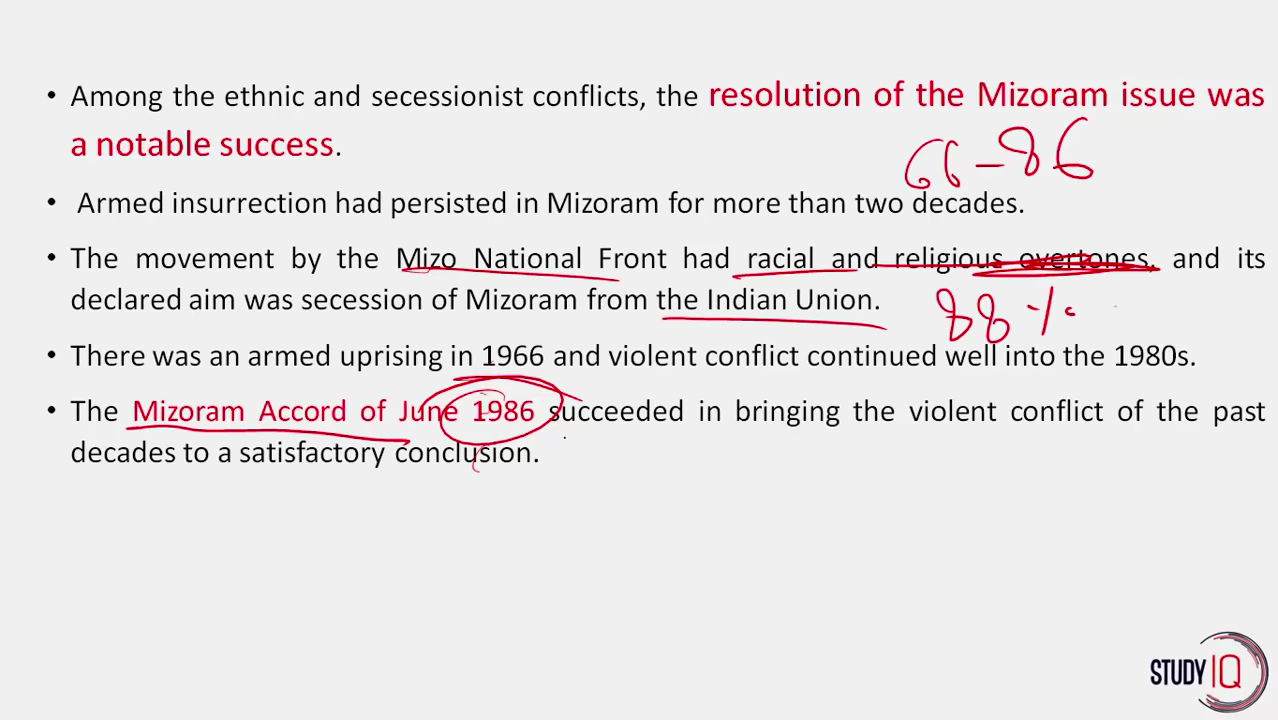 • Among the ethnic and secessionist conflicts, the resolution of the Mizoram issue was
a notable success.
66-86
• Armed insurrection had persisted in Mizoram for more than two decades.
• The movement by the Mizo National Front had racial and religious overtones, and its
declared aim was secession of Mizoram from the Indian Union.
88%
• There was an armed uprising in 1966 and violent conflict continued well into the 1980s.
• The Mizoram Accord of June 1986 succeeded in bringing the violent conflict of the past
decades to a satisfactory conclusion.
STUDY IQ